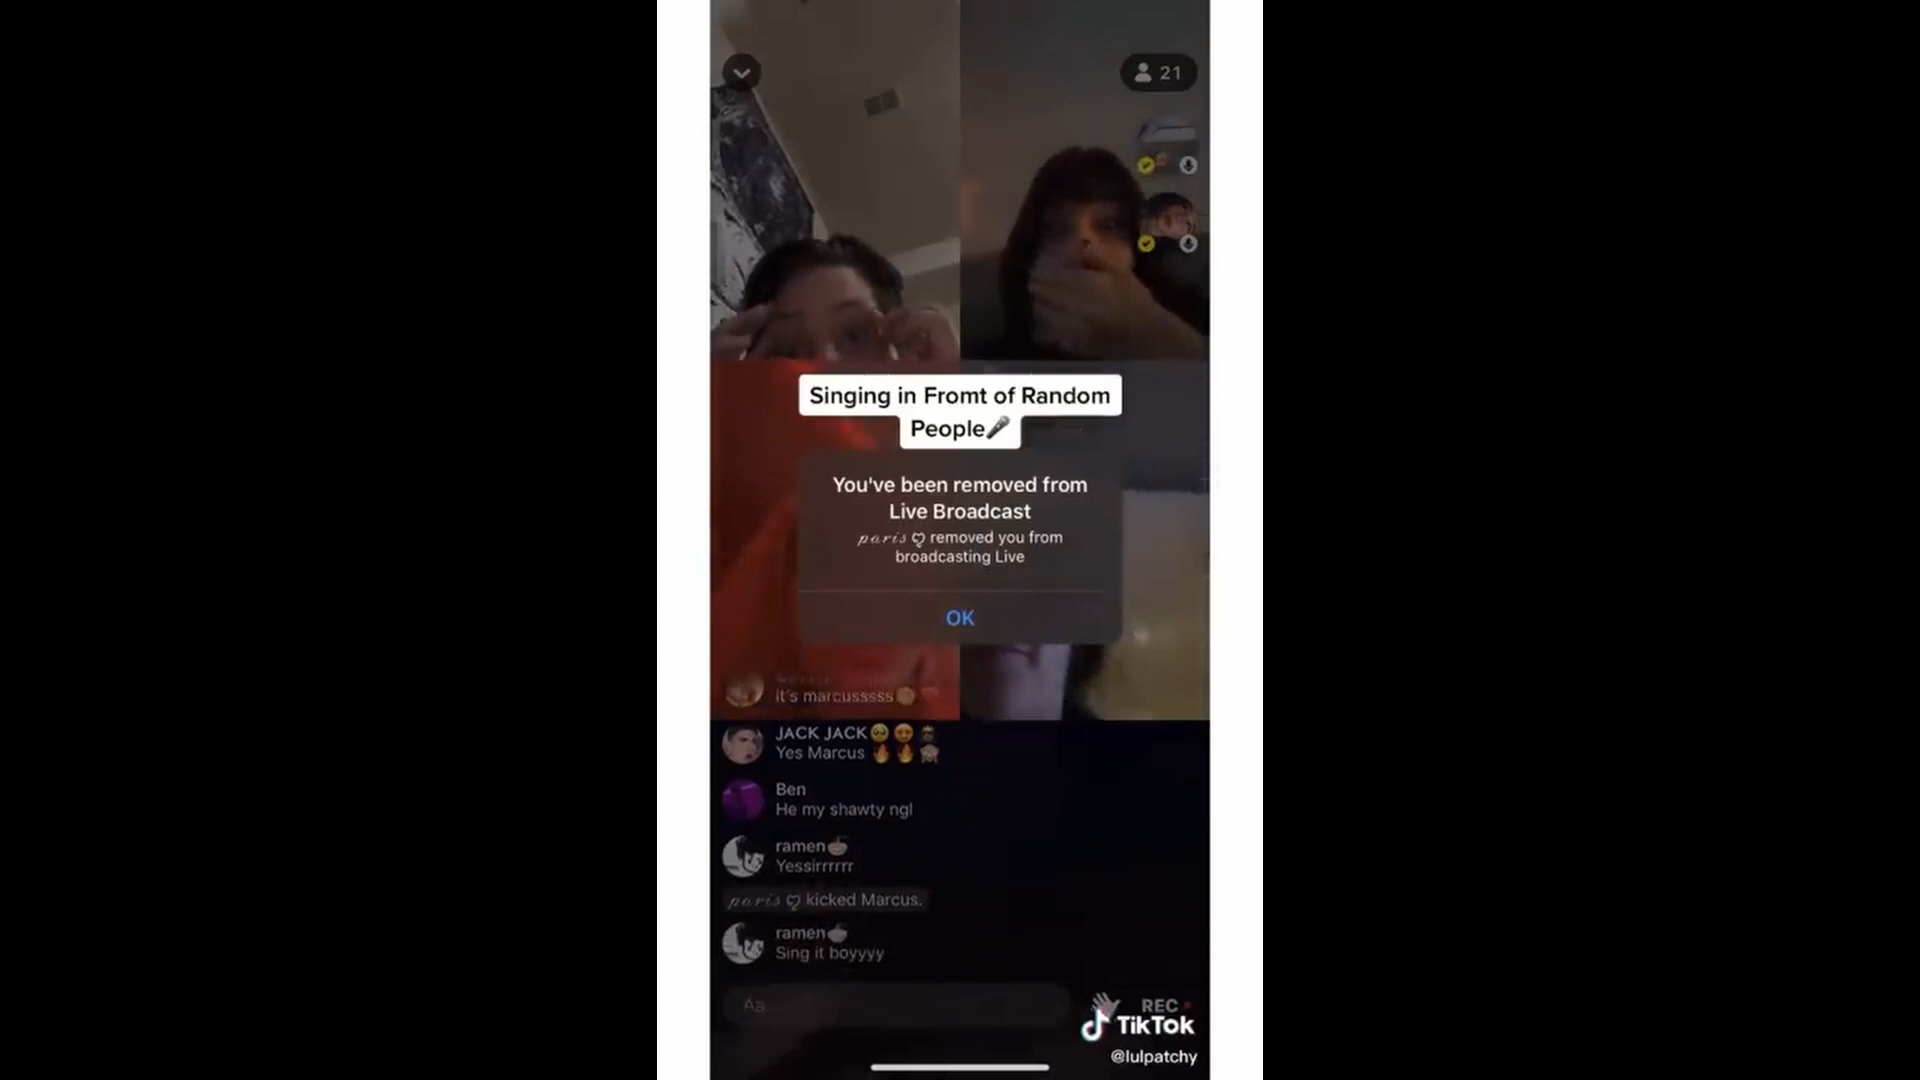 21
Singing in Fromt of Random
People🎤
You've been removed from
Live Broadcast
paris ღ removed you from
broadcasting Live
OK
it's marcusssss
JACK JACK🥺😍
Yes Marcus 🔥🔥🙈
Ben
He my shawty ngl
ramen🍜
Yessirrrrrr
paris ღ kicked Marcus.
ramen🍜
Sing it boyyyy
Aa
REC
TikTok
@lulpatchy